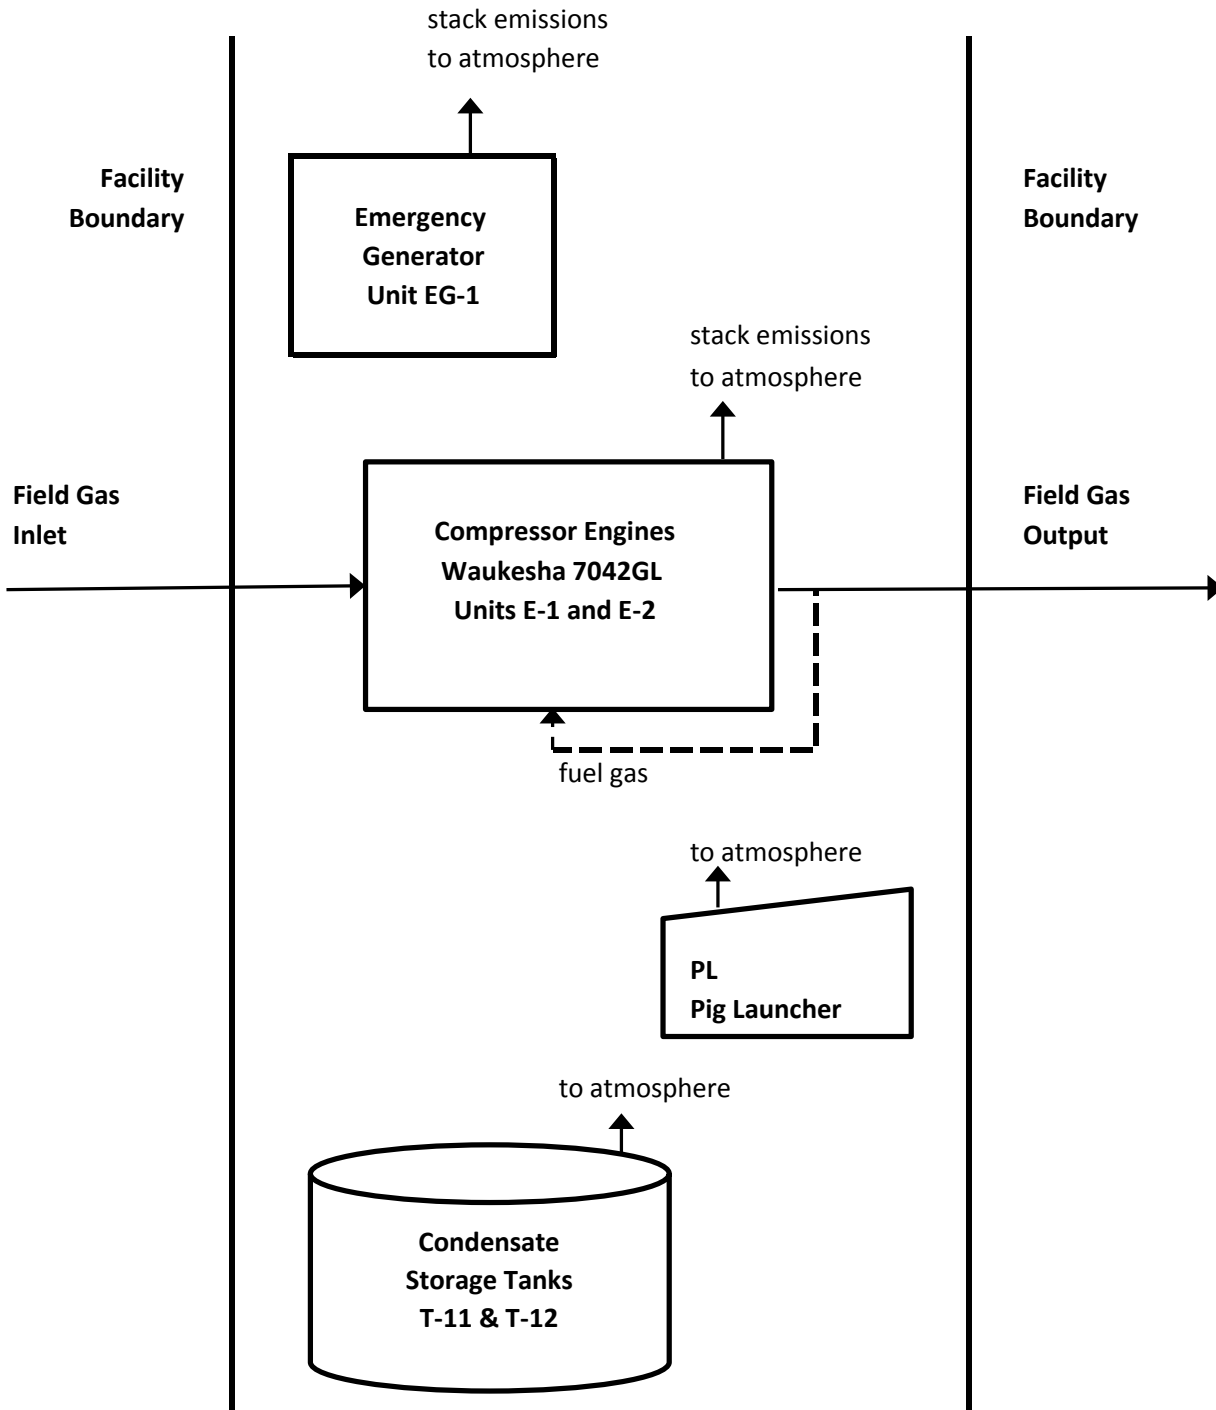 stack emissions
to atmosphere
Facility
Boundary
Emergency
Generator
Unit EG-1
Facility
Boundary
stack emissions
to atmosphere
Field Gas
Inlet
Compressor Engines
Waukesha 7042GL
Units E-1 and E-2
Field Gas
Output
fuel gas
to atmosphere
PL
Pig Launcher
to atmosphere
Condensate
Storage Tanks
T-11 & T-12